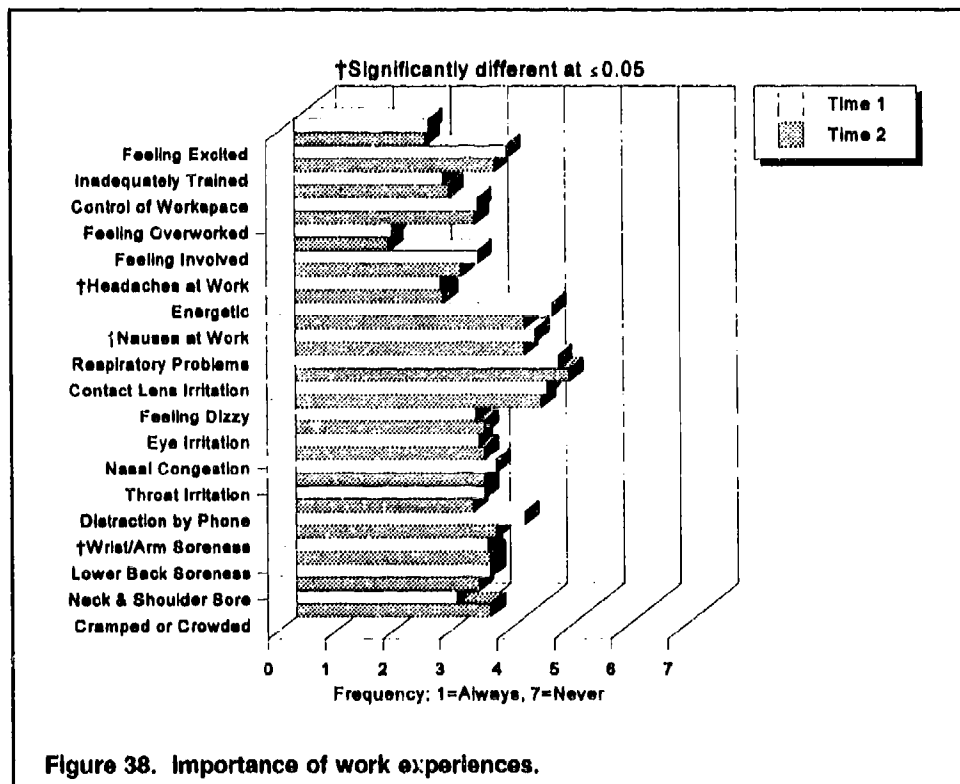 †Significantly different at ≤0.05
Time 1
Time 2
Feeling Excited
Inadequately Trained
Control of Workspace
Feeling Overworked
Feeling Involved
†Headaches at Work
Energetic
†Nausea at Work
Respiratory Problems
Contact Lens Irritation
Feeling Dizzy
Eye Irritation
Nasal Congestion
Throat Irritation
Distraction by Phone
†Wrist/Arm Soreness
Lower Back Soreness
Neck & Shoulder Sore
Cramped or Crowded
0 1 2 3 4 5 6 7
Frequency; 1=Always, 7=Never
Figure 38. Importance of work experiences.